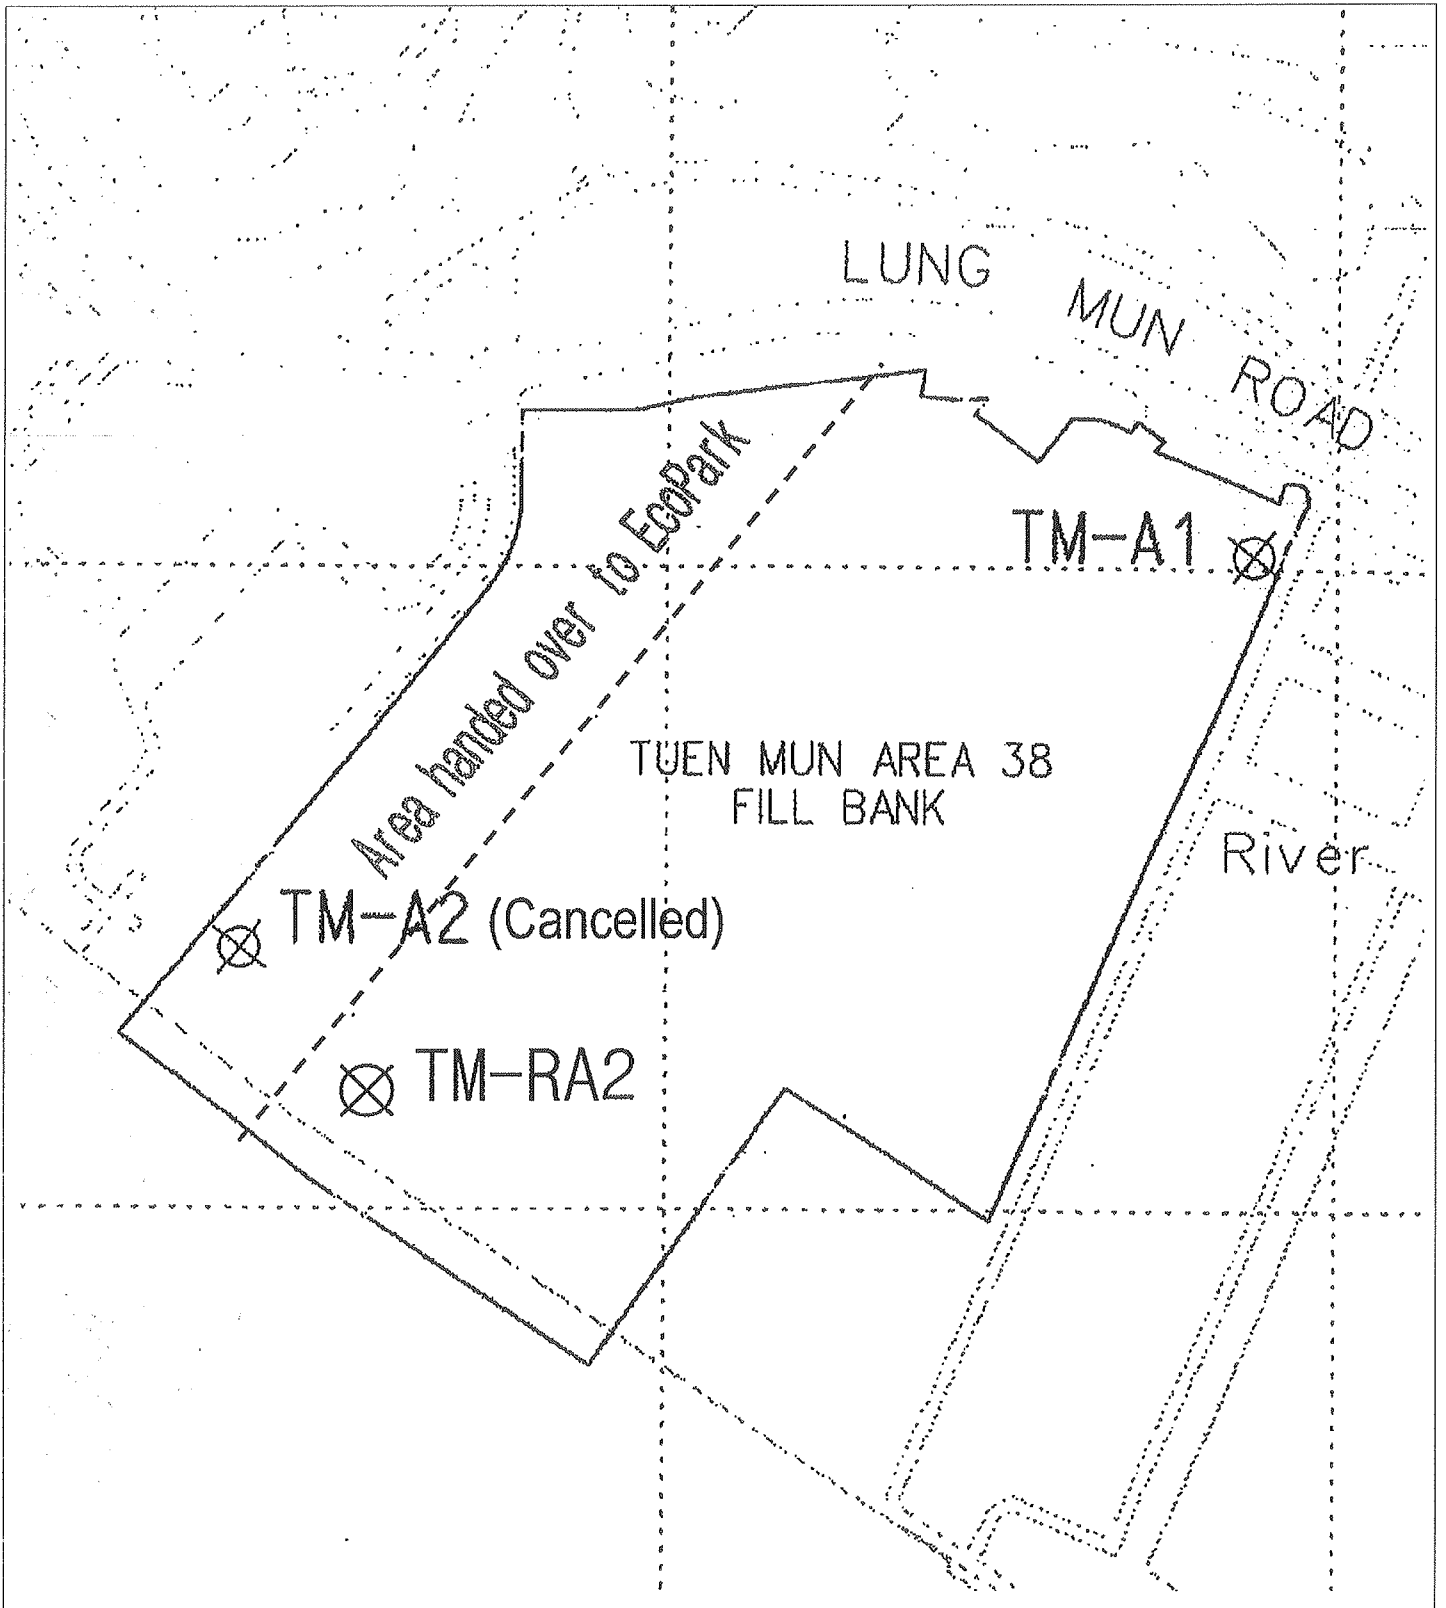 LUNG MUN ROAD
Area handed over to EcoPark
TM-A1
TUEN MUN AREA 38
FILL BANK
River
TM-A2 (Cancelled)
TM-RA2